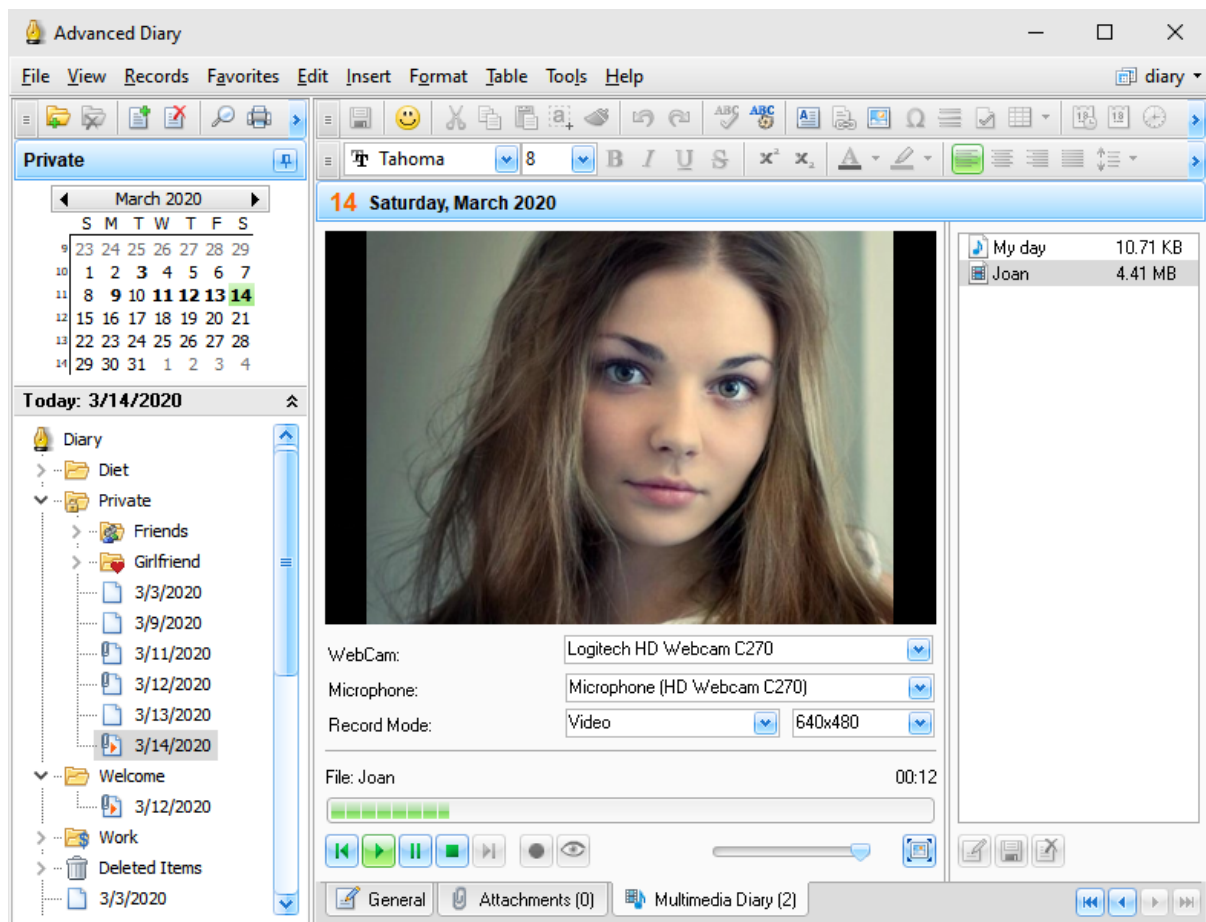 Advanced Diary
File View Records Favorites Edit Insert Format Table Tools Help diary
Private
March 2020
S M T W T F S
9 23 24 25 26 27 28 29
10 1 2 3 4 5 6 7
11 8 9 10 11 12 13 14
12 15 16 17 18 19 20 21
13 22 23 24 25 26 27 28
14 29 30 31 1 2 3 4
Today: 3/14/2020
Diary
Diet
Private
Friends
Girlfriend
3/3/2020
3/9/2020
3/11/2020
3/12/2020
3/13/2020
3/14/2020
Welcome
3/12/2020
Work
Deleted Items
3/3/2020
Tahoma 8 B I U S x² x₂ A
14 Saturday, March 2020
WebCam: Logitech HD Webcam C270
Microphone: Microphone (HD Webcam C270)
Record Mode: Video 640x480
File: Joan 00:12
General Attachments (0) Multimedia Diary (2)
My day 10.71 KB
Joan 4.41 MB